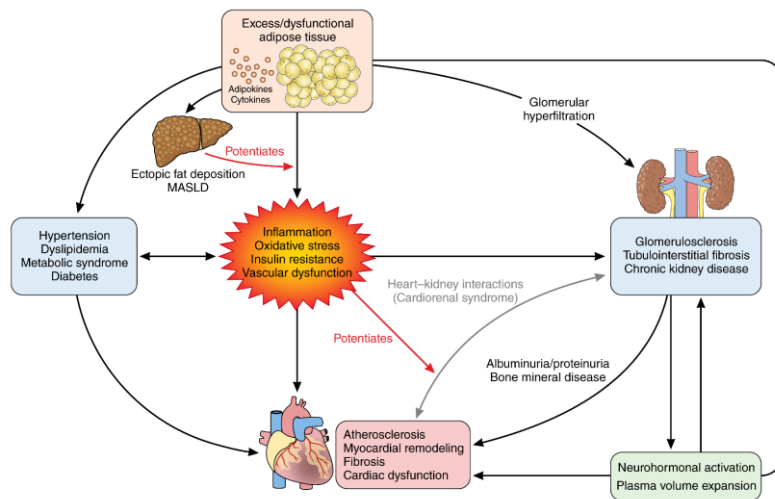 Excess/dysfunctional
adipose tissue
Adipokines
Cytokines
Glomerular
hyperfiltration
Potentiates
Ectopic fat deposition
MASLD
Hypertension
Dyslipidemia
Metabolic syndrome
Diabetes
Inflammation
Oxidative stress
Insulin resistance
Vascular dysfunction
Glomerulosclerosis
Tubulointerstitial fibrosis
Chronic kidney disease
Heart–kidney interactions
(Cardiorenal syndrome)
Potentiates
Albuminuria/proteinuria
Bone mineral disease
Atherosclerosis
Myocardial remodeling
Fibrosis
Cardiac dysfunction
Neurohormonal activation
Plasma volume expansion